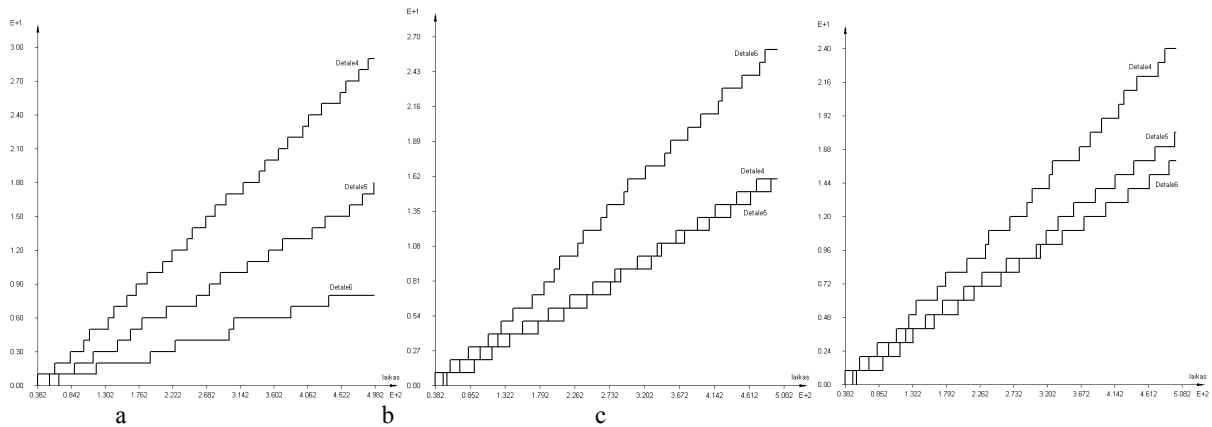 E+1
3.00
2.70
2.40
2.10
1.80
1.50
1.20
0.90
0.60
0.30
0.00
Detale4
Detale5
Detale6
laikas
0.382 0.842 1.302 1.762 2.222 2.682 3.142 3.602 4.062 4.522 4.982 E+2
E+1
2.70
2.43
2.16
1.89
1.62
1.35
1.08
0.81
0.54
0.27
0.00
Detale6
Detale4
Detale5
laikas
0.382 0.852 1.322 1.792 2.262 2.732 3.202 3.672 4.142 4.612 5.082 E+2
E+1
2.40
2.16
1.92
1.68
1.44
1.20
0.96
0.72
0.48
0.24
0.00
Detale4
Detale5
Detale6
laikas
0.382 0.852 1.322 1.792 2.262 2.732 3.202 3.672 4.142 4.612 5.082 E+2
a b c